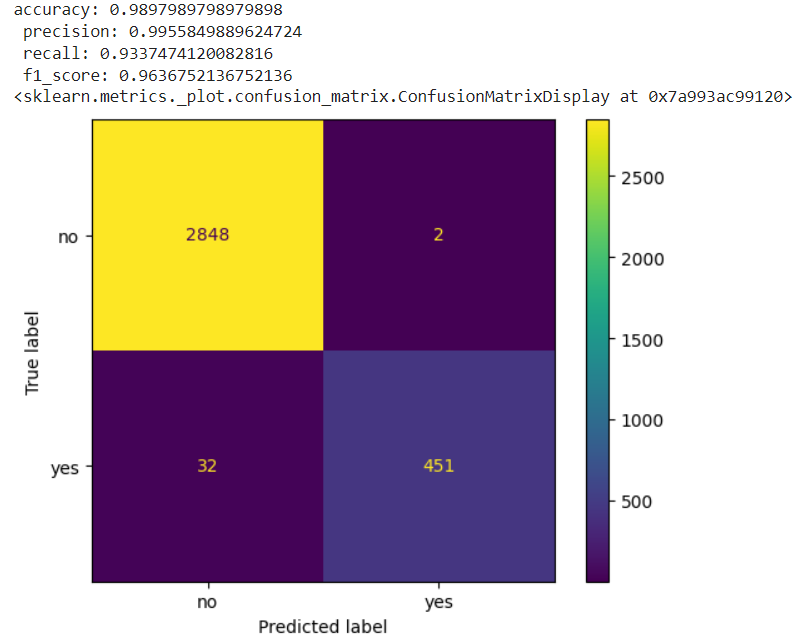 accuracy: 0.9897989798979898
precision: 0.9955849889624724
recall: 0.9337474120082816
f1_score: 0.9636752136752136
<sklearn.metrics._plot.confusion_matrix.ConfusionMatrixDisplay at 0x7a993ac99120>
no
2848
2
yes
32
451
no
yes
Predicted label
True label
2500
2000
1500
1000
500